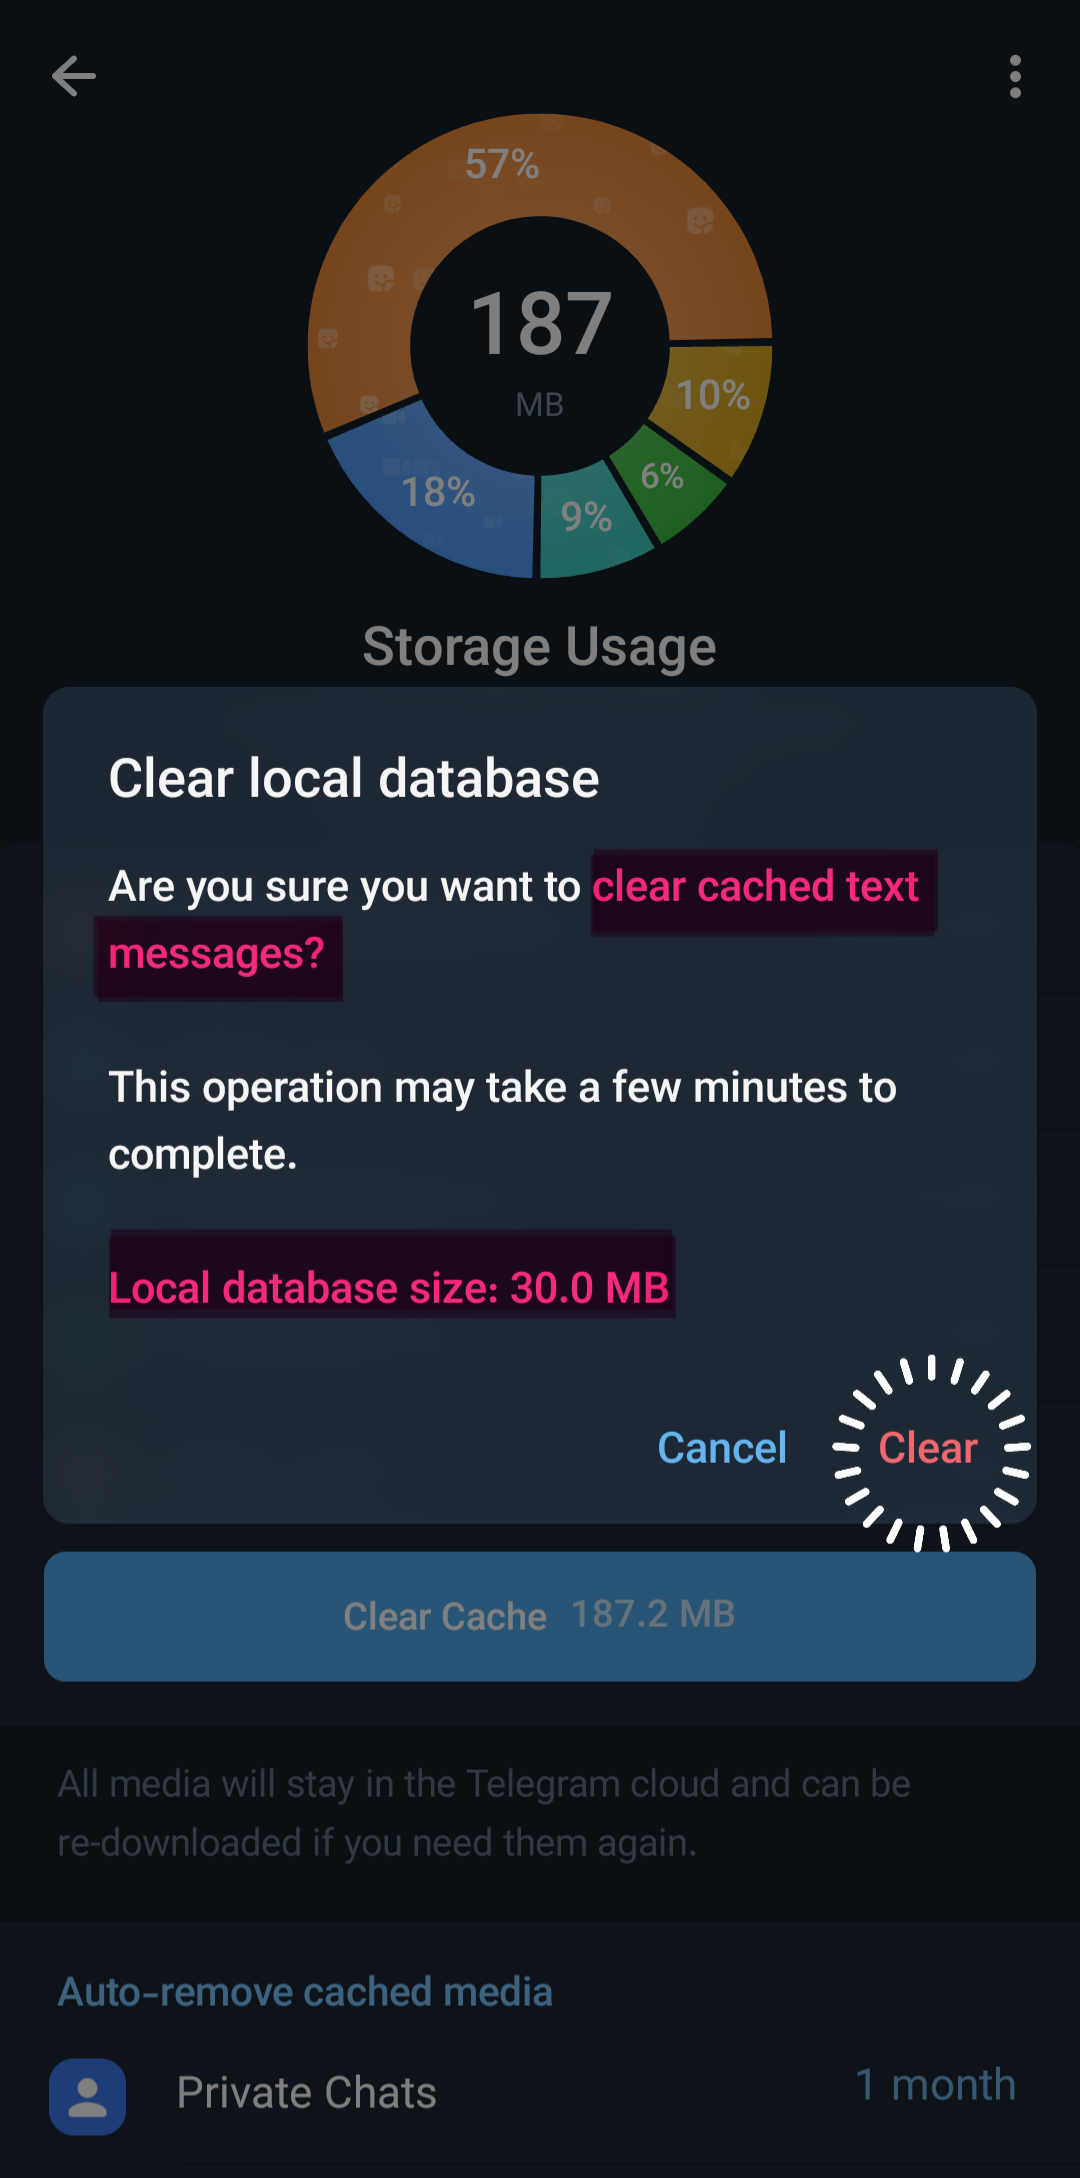 57%
187
MB
10%
6%
18%
9%
Storage Usage
Clear local database
Are you sure you want to clear cached text
messages?
This operation may take a few minutes to
complete.
Local database size: 30.0 MB
Cancel Clear
Clear Cache 187.2 MB
All media will stay in the Telegram cloud and can be
re-downloaded if you need them again.
Auto-remove cached media
Private Chats 1 month